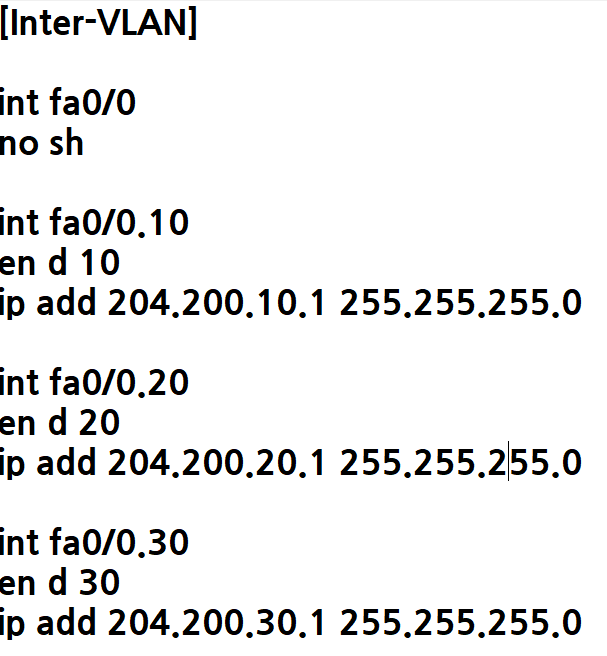 [Inter-VLAN]
int fa0/0
no sh
int fa0/0.10
en d 10
ip add 204.200.10.1 255.255.255.0
int fa0/0.20
en d 20
ip add 204.200.20.1 255.255.255.0
int fa0/0.30
en d 30
ip add 204.200.30.1 255.255.255.0